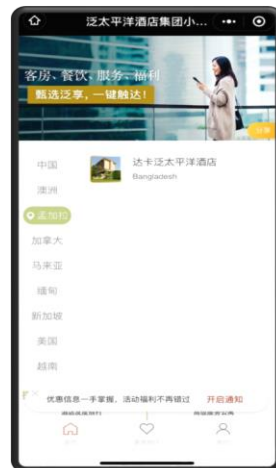 泛太平洋酒店集团小...
客房、餐饮、服务、福利
甄选泛享，一键触达！
分享
中国
澳洲
孟加拉
加拿大
马来亚
缅甸
新加坡
美国
越南
达卡泛太平洋酒店
Bangladesh
优惠信息一手掌握，活动福利不再错过
开启通知